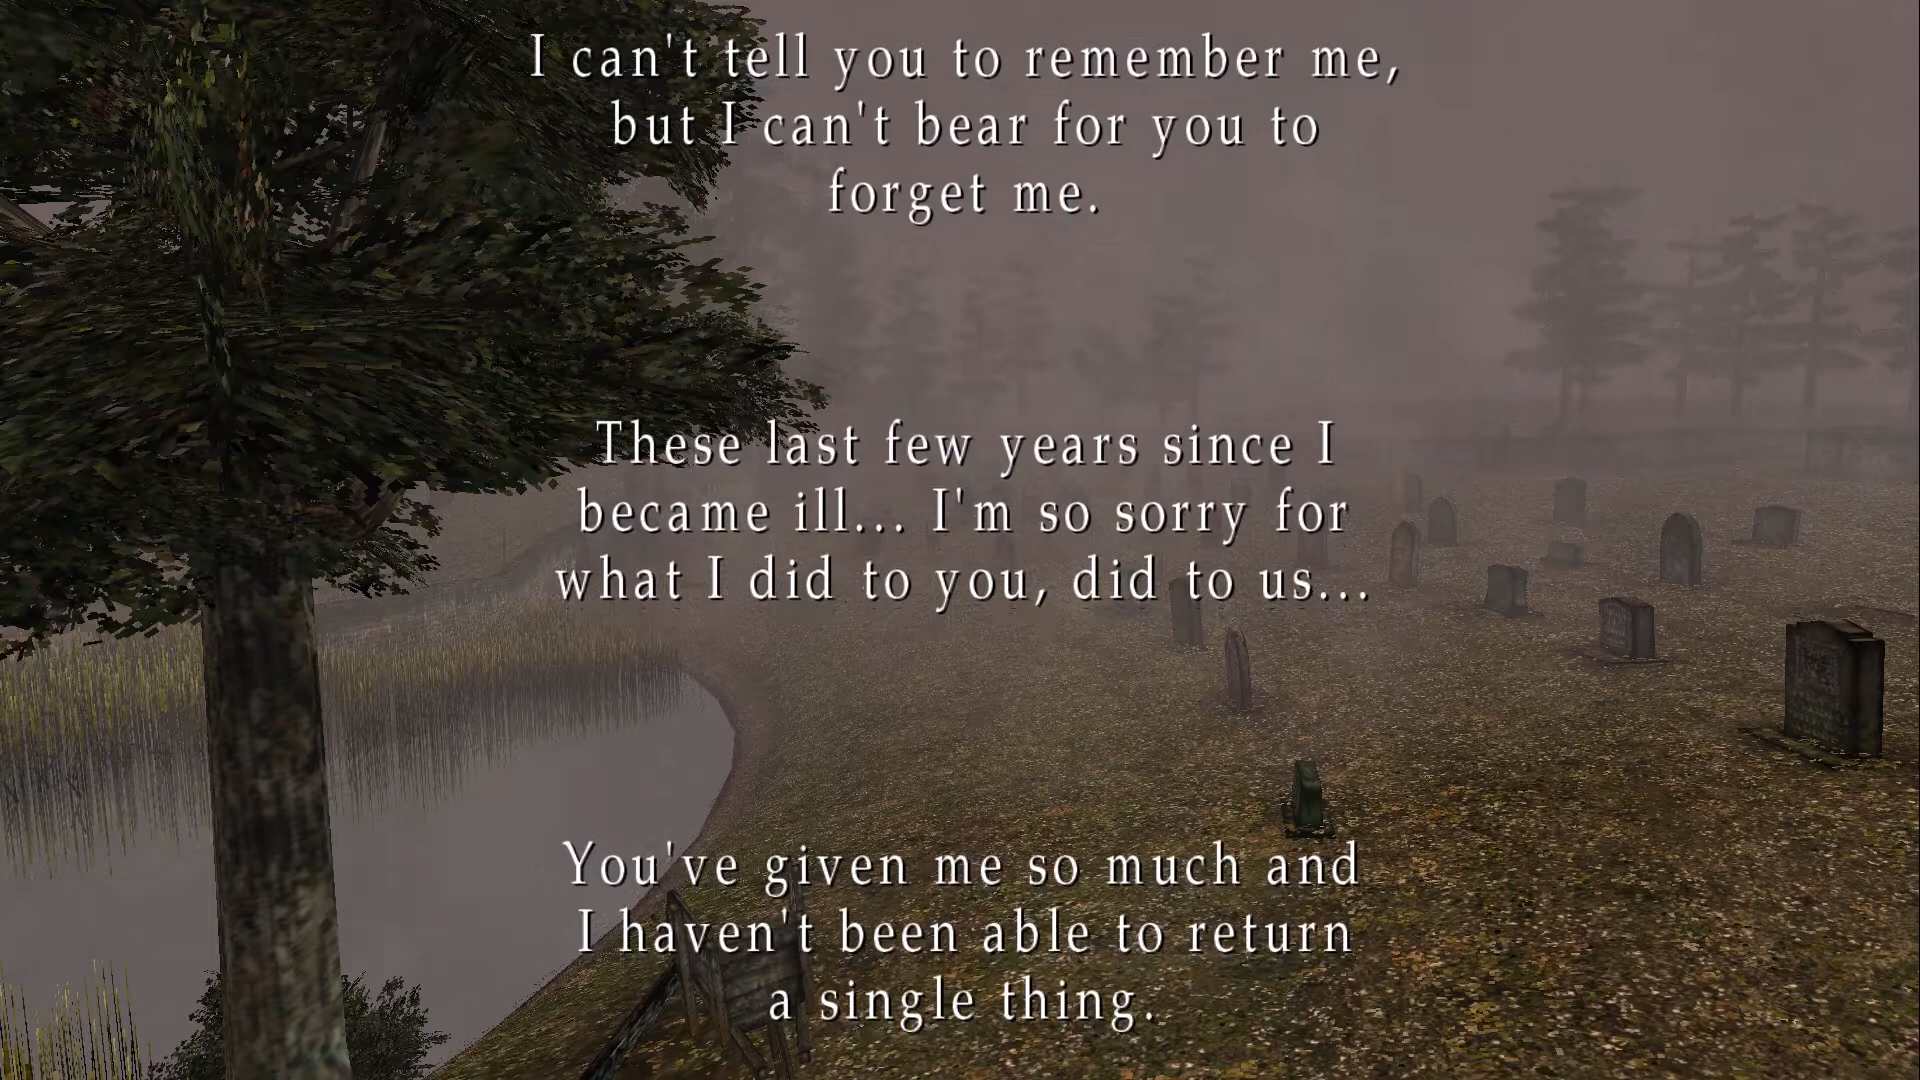 I can't tell you to remember me,
but I can't bear for you to
forget me.
These last few years since I
became ill... I'm so sorry for
what I did to you, did to us...
You've given me so much and
I haven't been able to return
a single thing.